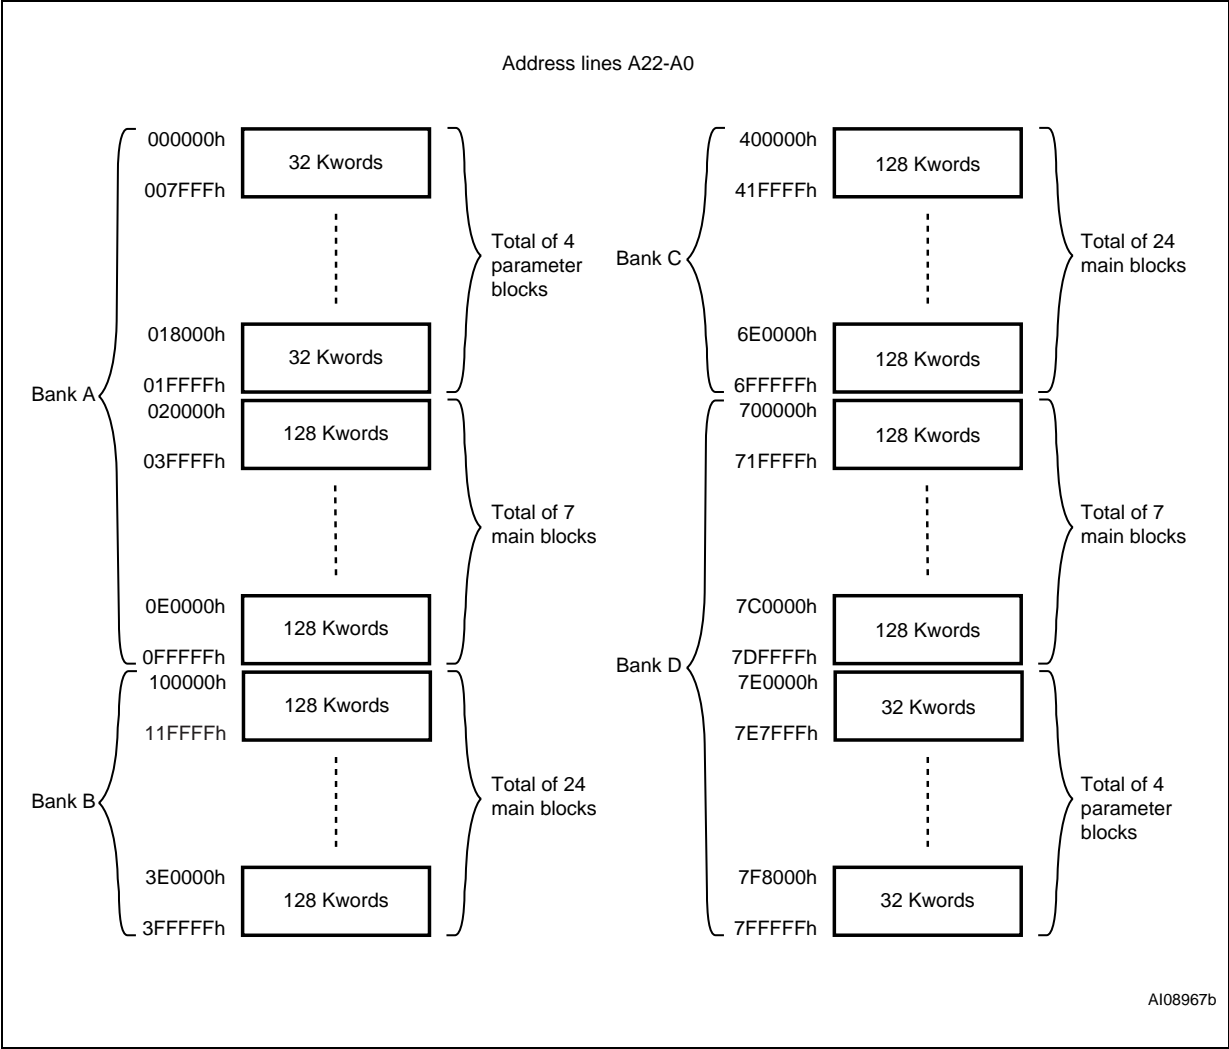 Address lines A22-A0
Bank A
000000h
32 Kwords
007FFFh
Total of 4
parameter
blocks
018000h
32 Kwords
01FFFFh
020000h
128 Kwords
03FFFFh
Total of 7
main blocks
0E0000h
128 Kwords
0FFFFFh
Bank B
100000h
128 Kwords
11FFFFh
Total of 24
main blocks
3E0000h
128 Kwords
3FFFFFh
Bank C
400000h
128 Kwords
41FFFFh
Total of 24
main blocks
6E0000h
128 Kwords
6FFFFFh
Bank D
700000h
128 Kwords
71FFFFh
Total of 7
main blocks
7C0000h
128 Kwords
7DFFFFh
7E0000h
32 Kwords
7E7FFFh
Total of 4
parameter
blocks
7F8000h
32 Kwords
7FFFFFh
AI08967b